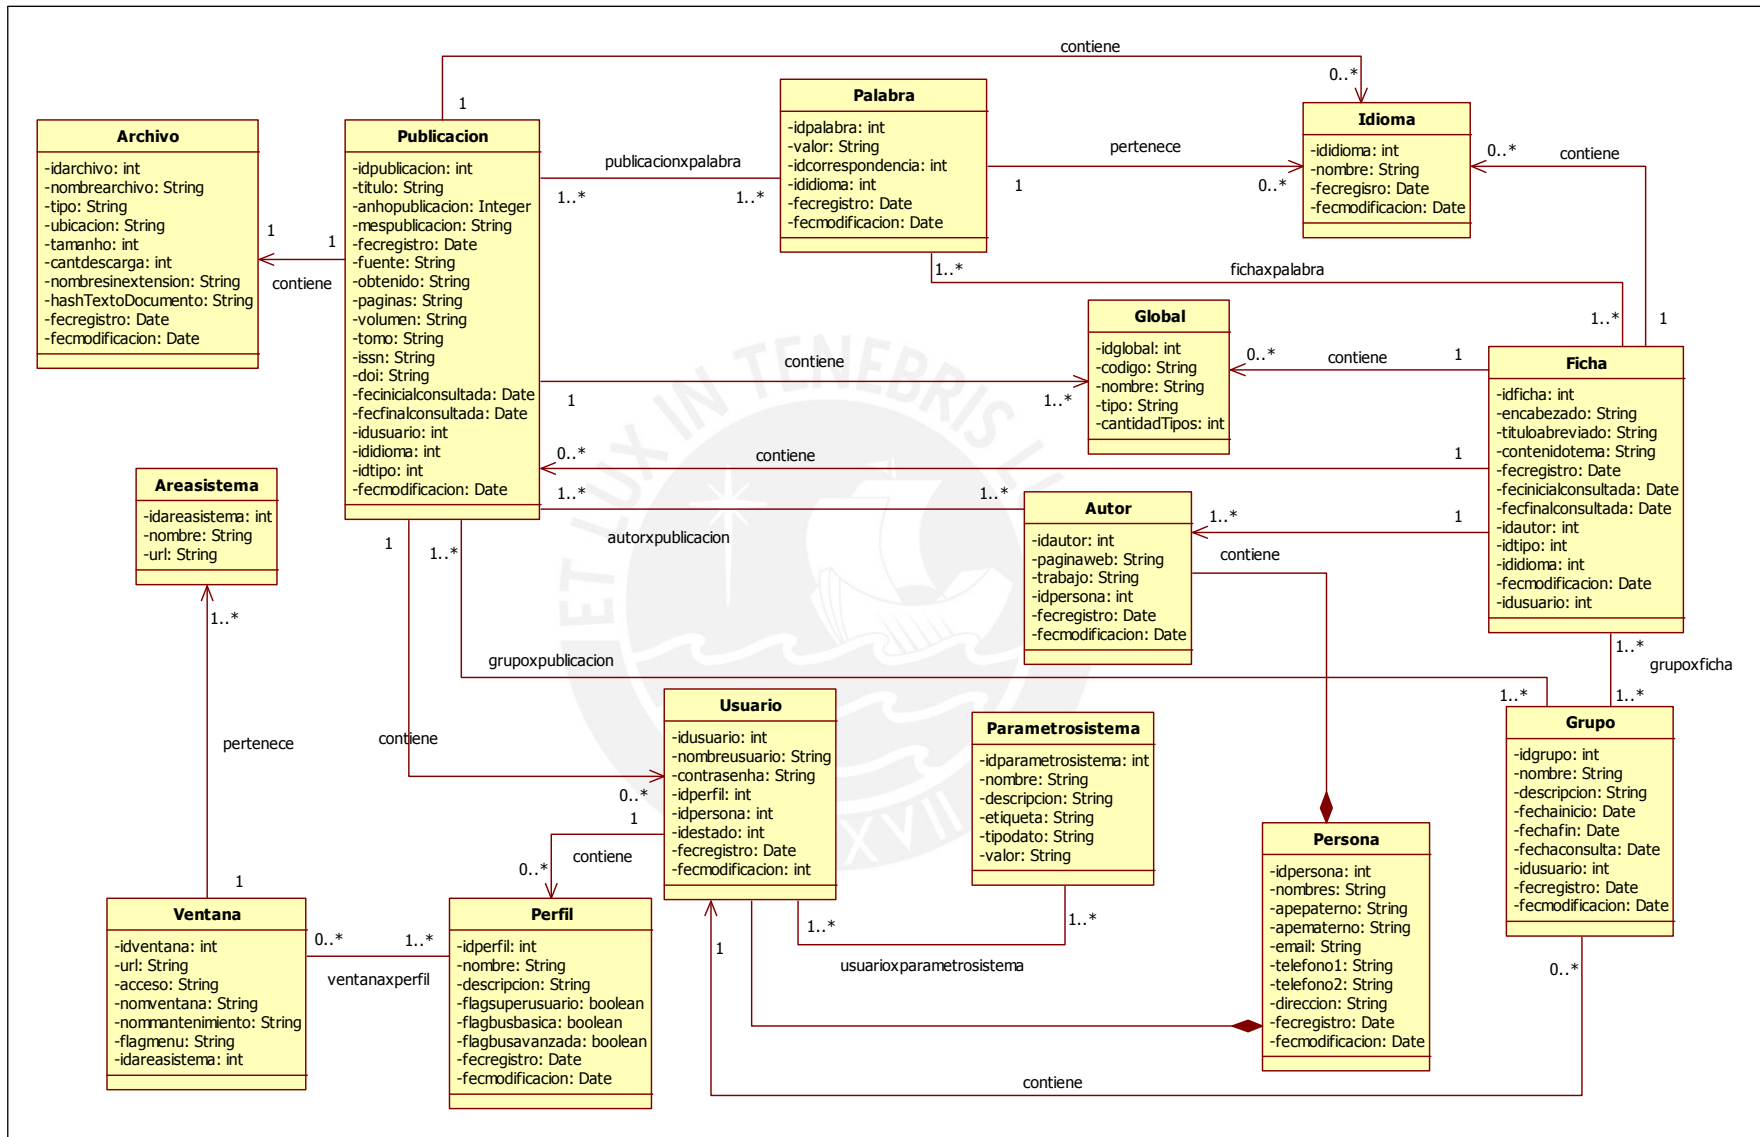 contiene
1
0..*
Archivo
-idarchivo: int
-nombrearchivo: String
-tipo: String
-ubicacion: String
-tamanho: int
-cantdescarga: int
-nombresinextension: String
-hashTextoDocumento: String
-fecregistro: Date
-fecmodificacion: Date
1
1
contiene
Publicacion
-idpublicacion: int
-titulo: String
-anhopublicacion: Integer
-mespublicacion: String
-fecregistro: Date
-fuente: String
-obtenido: String
-paginas: String
-volumen: String
-tomo: String
-issn: String
-doi: String
-fecinicialconsultada: Date
-fecfinalconsultada: Date
-idusuario: int
-ididioma: int
-idtipo: int
-fecmodificacion: Date
publicacionxpalabra
1..*
1..*
Palabra
-idpalabra: int
-valor: String
-idcorrespondencia: int
-ididioma: int
-fecregistro: Date
-fecmodificacion: Date
pertenece
1
0..*
Idioma
-ididioma: int
-nombre: String
-fecregisro: Date
-fecmodificacion: Date
0..*
contiene
1
1..*
fichaxpalabra
1..*
Global
-idglobal: int
-codigo: String
-nombre: String
-tipo: String
-cantidadTipos: int
contiene
1
1..*
0..*
contiene
1
Ficha
-idficha: int
-encabezado: String
-tituloabreviado: String
-contenidotema: String
-fecregistro: Date
-fecinicialconsultada: Date
-fecfinalconsultada: Date
-idautor: int
-idtipo: int
-ididioma: int
-fecmodificacion: Date
-idusuario: int
0..*
contiene
1
1..*
1..*
autorxpublicacion
Autor
-idautor: int
-paginaweb: String
-trabajo: String
-idpersona: int
-fecregistro: Date
-fecmodificacion: Date
1..*
1
contiene
Areasistema
-idareasistema: int
-nombre: String
-url: String
1..*
pertenece
1
1
contiene
0..*
1..*
grupoxpublicacion
1..*
1..*
grupoxficha
1..*
Usuario
-idusuario: int
-nombreusuario: String
-contrasenha: String
-idperfil: int
-idpersona: int
-idestado: int
-fecregistro: Date
-fecmodificacion: int
Parametrosistema
-idparametrosistema: int
-nombre: String
-descripcion: String
-etiqueta: String
-tipodato: String
-valor: String
Grupo
-idgrupo: int
-nombre: String
-descripcion: String
-fechainicio: Date
-fechafin: Date
-fechaconsulta: Date
-idusuario: int
-fecregistro: Date
-fecmodificacion: Date
Persona
-idpersona: int
-nombres: String
-apepaterno: String
-apematerno: String
-email: String
-telefono1: String
-telefono2: String
-direccion: String
-fecregistro: Date
-fecmodificacion: Date
1
contiene
0..*
Ventana
-idventana: int
-url: String
-acceso: String
-nomventana: String
-nommantenimiento: String
-flagmenu: String
-idareasistema: int
0..*
1..*
ventanaxperfil
Perfil
-idperfil: int
-nombre: String
-descripcion: String
-flagsuperusuario: boolean
-flagbusbasica: boolean
-flagbusavanzada: boolean
-fecregistro: Date
-fecmodificacion: Date
1..*
1..*
usuarioxparametrosistema
1
0..*
contiene
ET LUX IN TENEBRIS L
XVII